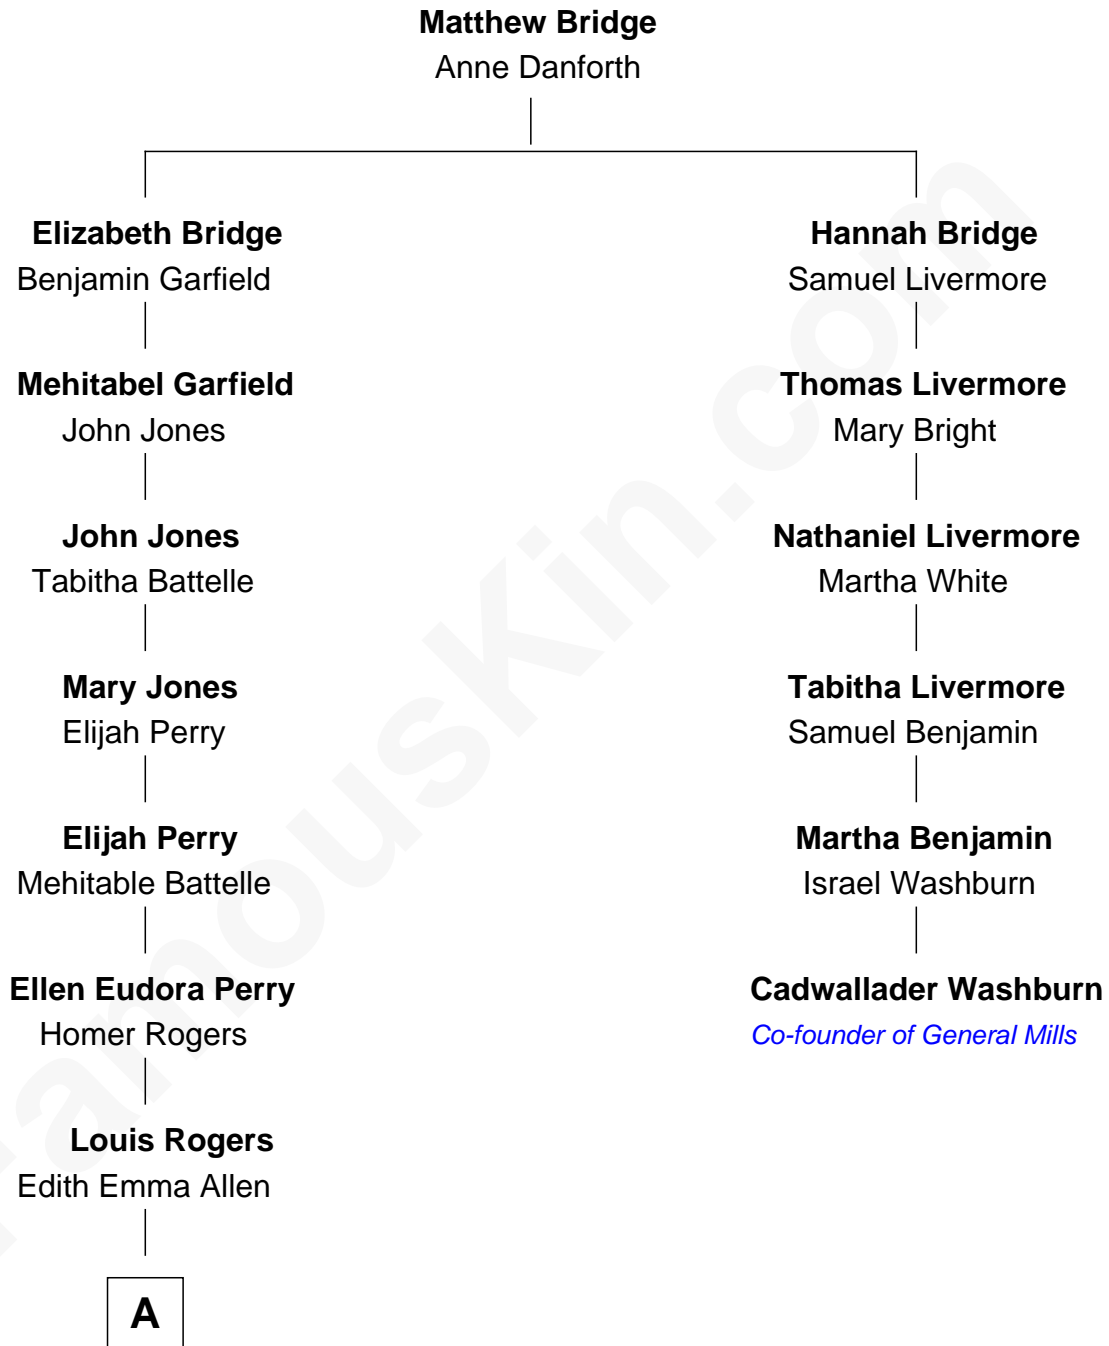 Matthew Bridge
Anne Danforth
Elizabeth Bridge
Benjamin Garfield
Hannah Bridge
Samuel Livermore
Mehitabel Garfield
John Jones
Thomas Livermore
Mary Bright
John Jones
Tabitha Battelle
Nathaniel Livermore
Martha White
Mary Jones
Elijah Perry
Tabitha Livermore
Samuel Benjamin
Elijah Perry
Mehitable Battelle
Martha Benjamin
Israel Washburn
Ellen Eudora Perry
Homer Rogers
Cadwallader Washburn
Co-founder of General Mills
Louis Rogers
Edith Emma Allen
A
FamousKin.com